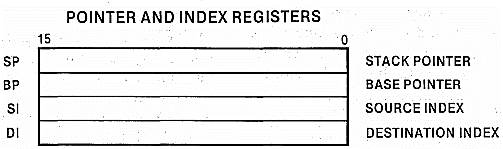 POINTER AND INDEX REGISTERS
15 0
SP STACK POINTER
BP BASE POINTER
SI SOURCE INDEX
DI DESTINATION INDEX